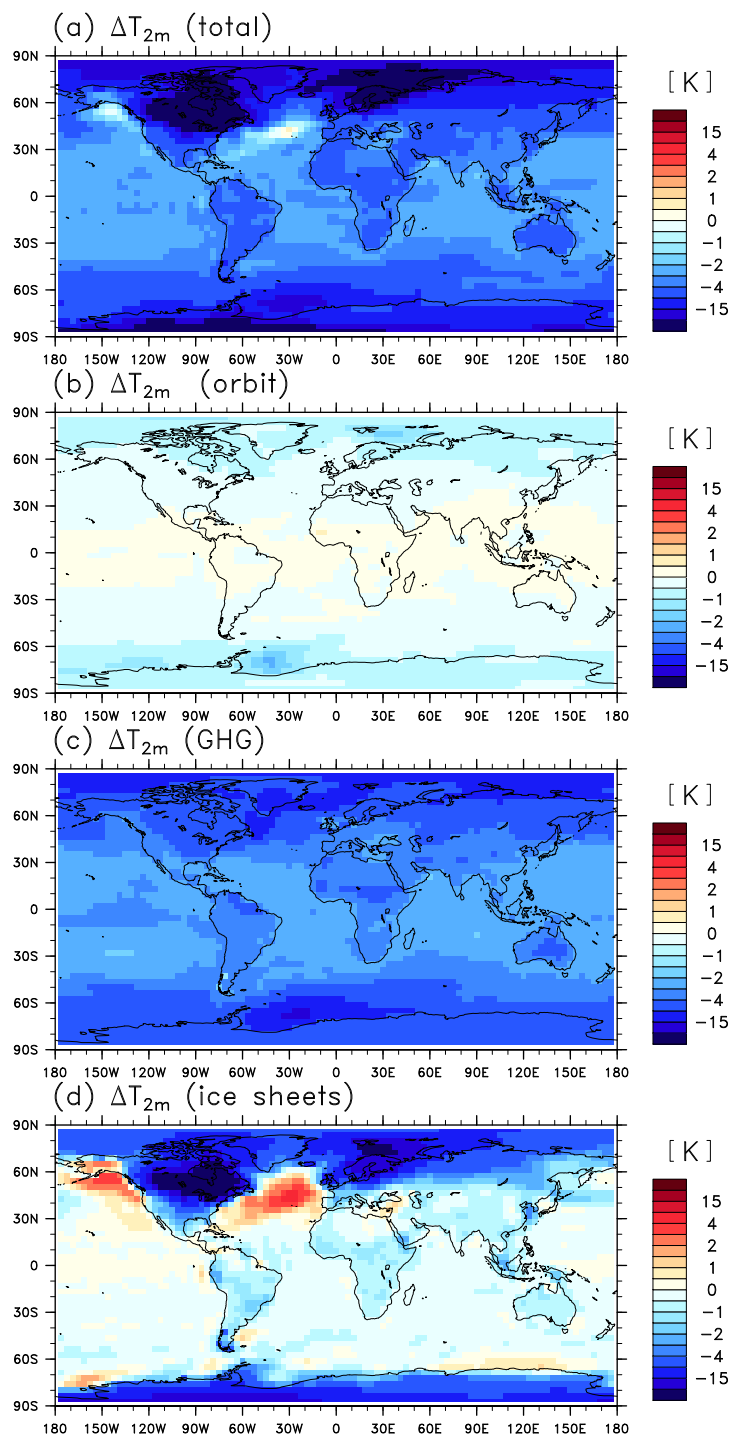 (a) ΔT2m (total)
90N
60N
30N
0
30S
60S
90S
180 150W 120W 90W 60W 30W 0 30E 60E 90E 120E 150E 180
[K]
15
4
2
1
0
−1
−2
−4
−15
(b) ΔT2m (orbit)
90N
60N
30N
0
30S
60S
90S
180 150W 120W 90W 60W 30W 0 30E 60E 90E 120E 150E 180
[K]
15
4
2
1
0
−1
−2
−4
−15
(c) ΔT2m (GHG)
90N
60N
30N
0
30S
60S
90S
180 150W 120W 90W 60W 30W 0 30E 60E 90E 120E 150E 180
[K]
15
4
2
1
0
−1
−2
−4
−15
(d) ΔT2m (ice sheets)
90N
60N
30N
0
30S
60S
90S
180 150W 120W 90W 60W 30W 0 30E 60E 90E 120E 150E 180
[K]
15
4
2
1
0
−1
−2
−4
−15